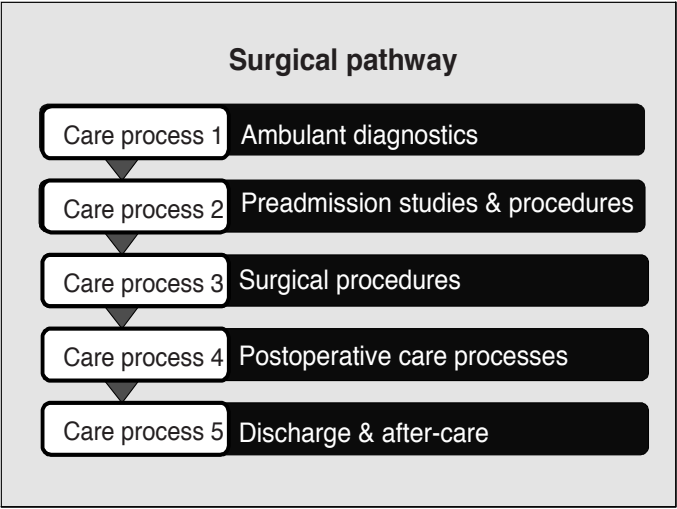 Surgical pathway
Care process 1 Ambulant diagnostics
Care process 2 Preadmission studies & procedures
Care process 3 Surgical procedures
Care process 4 Postoperative care processes
Care process 5 Discharge & after-care